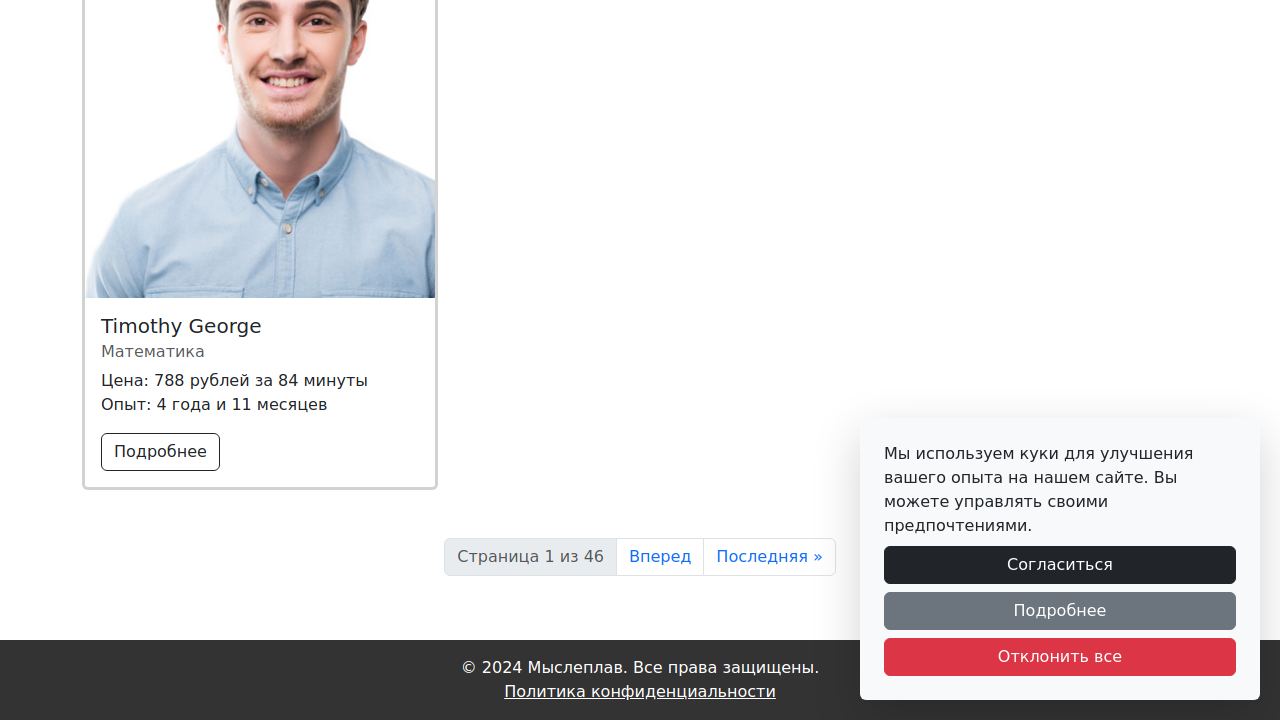 Timothy George
Математика
Цена: 788 рублей за 84 минуты
Опыт: 4 года и 11 месяцев
Подробнее
Страница 1 из 46
Вперед
Последняя »
Мы используем куки для улучшения
вашего опыта на нашем сайте. Вы
можете управлять своими
предпочтениями.
Согласиться
Подробнее
Отклонить все
© 2024 Мыслеплав. Все права защищены.
Политика конфиденциальности